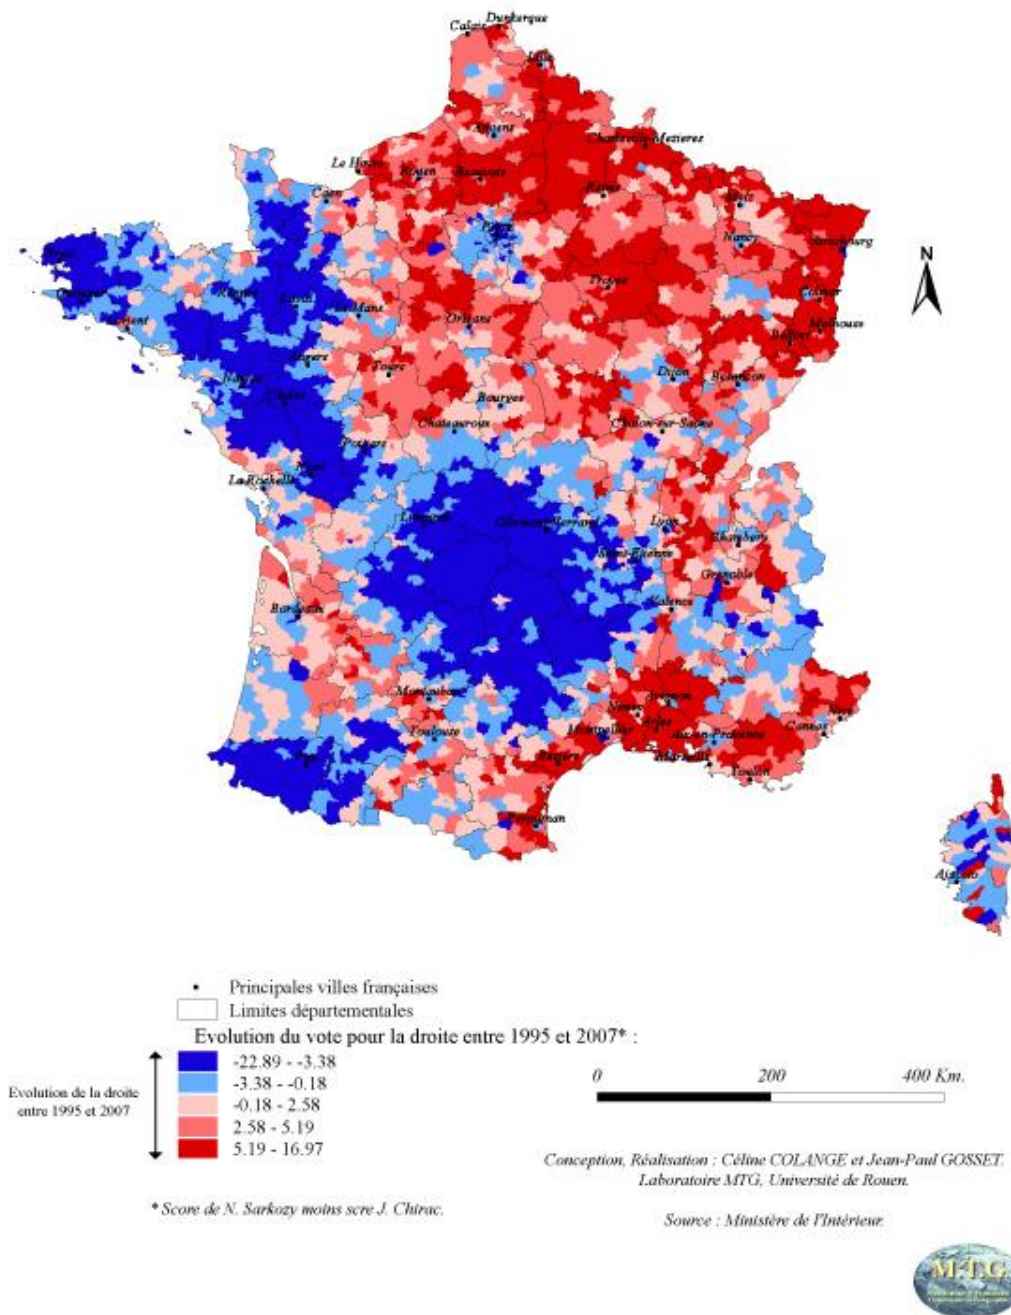 Dunkerque
Calais
Lille
Amiens
Charleville-Mezieres
Le Havre
Rouen
Beauvais
Reims
Metz
Caen
Paris
Nancy
Strasbourg
Brest
N
Quimper
Rennes
Laval
Troyes
Colmar
Le Mans
Lorient
Orleans
Mulhouse
Belfort
Angers
Nantes
Tours
Dijon
Besancon
Cholet
Bourges
Chateauroux
Chalon-sur-Saone
Poitiers
Niort
La Rochelle
Limoges
Clermont-Ferrand
Lyon
Chambery
Saint-Etienne
Grenoble
Bordeaux
Valence
Montauban
Avignon
Nimes
Nice
Toulouse
Montpellier
Arles
Aix-en-Provence
Cannes
Pau
Beziers
Marseille
Toulon
Perpignan
Ajaccio
Principales villes françaises
Limites départementales
Evolution du vote pour la droite entre 1995 et 2007* :
-22.89 - -3.38
-3.38 - -0.18
-0.18 - 2.58
2.58 - 5.19
5.19 - 16.97
Evolution de la droite
entre 1995 et 2007
0 200 400 Km.
Conception, Réalisation : Céline COLANGE et Jean-Paul GOSSET.
Laboratoire MTG, Université de Rouen.
* Score de N. Sarkozy moins scre J. Chirac.
Source : Ministère de l'Intérieur.
M.T.G.